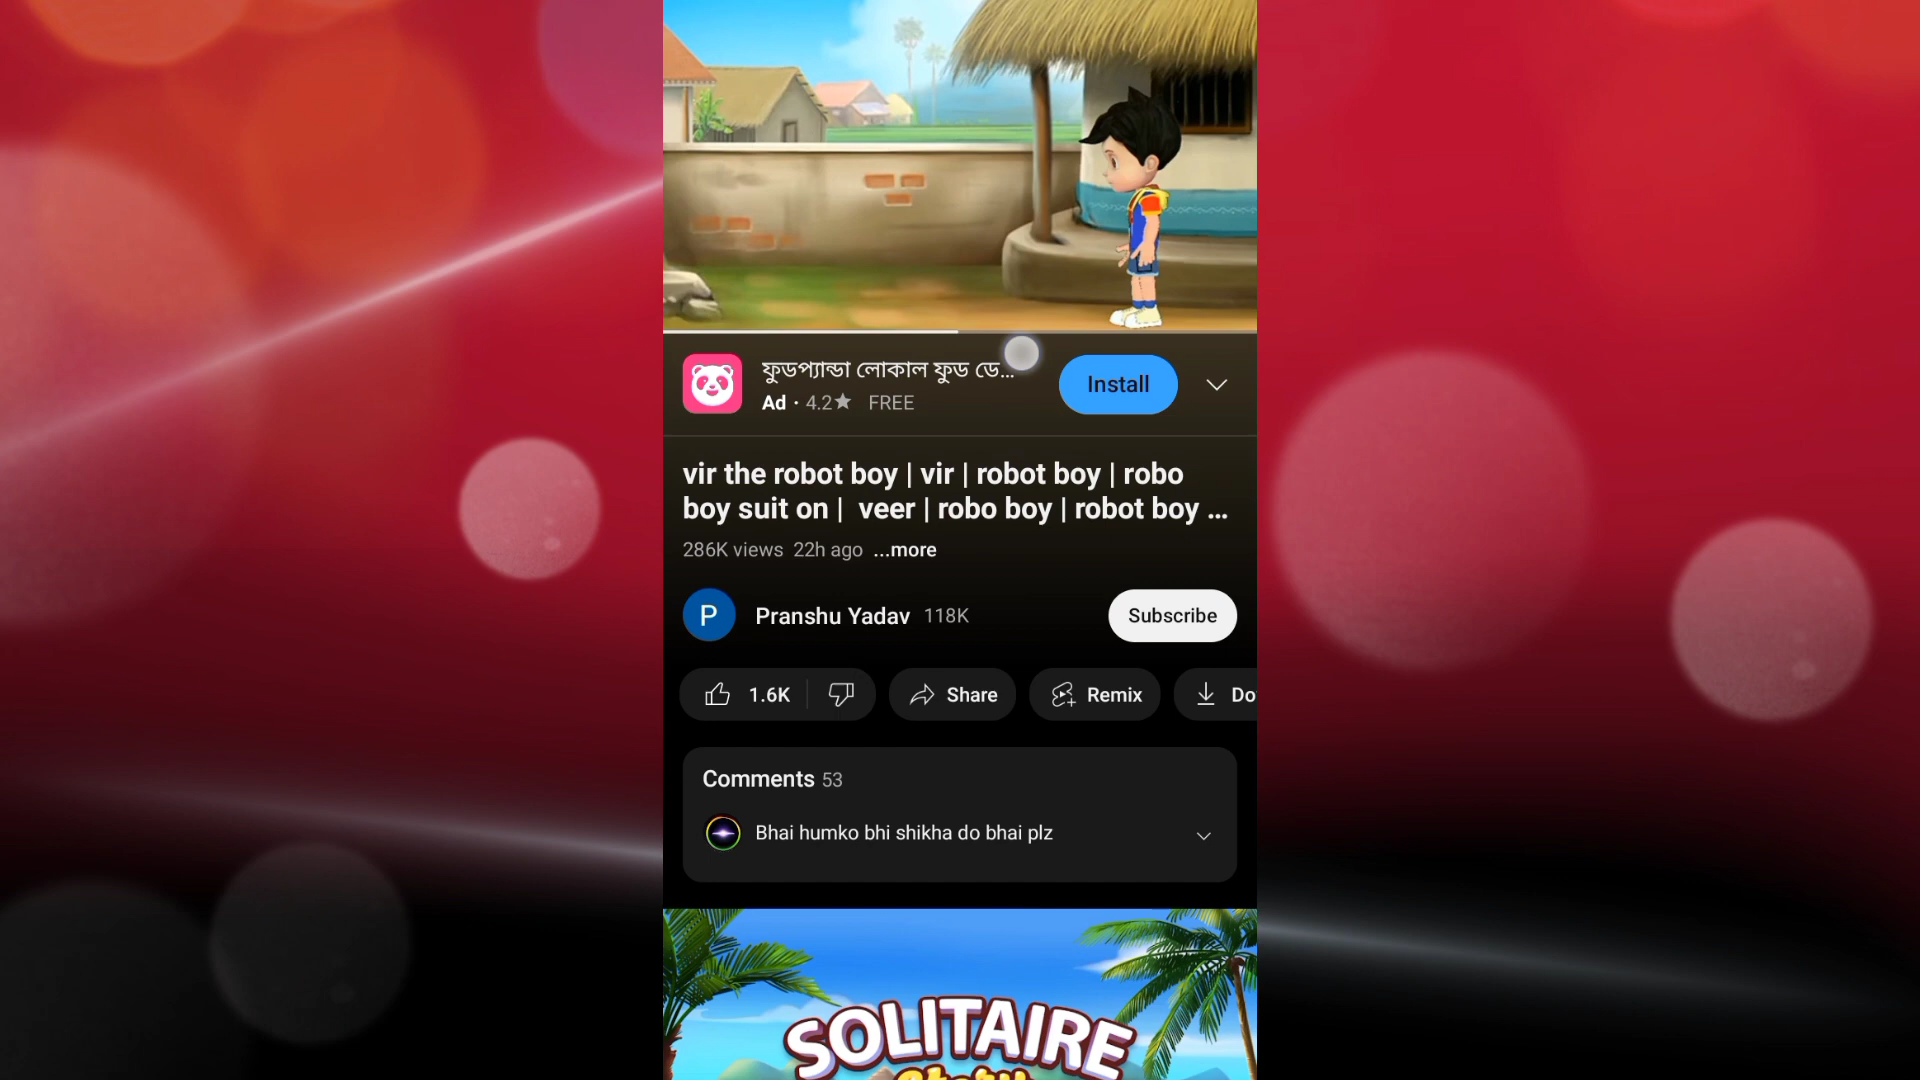 ফুডপ্যান্ডা লোকাল ফুড ডে...
Install
Ad · 4.2★ FREE
vir the robot boy | vir | robot boy | robo
boy suit on | veer | robo boy | robot boy ...
286K views 22h ago ...more
P
Pranshu Yadav 118K
Subscribe
1.6K
Share
Remix
Do
Comments 53
Bhai humko bhi shikha do bhai plz
SOLITAIRE